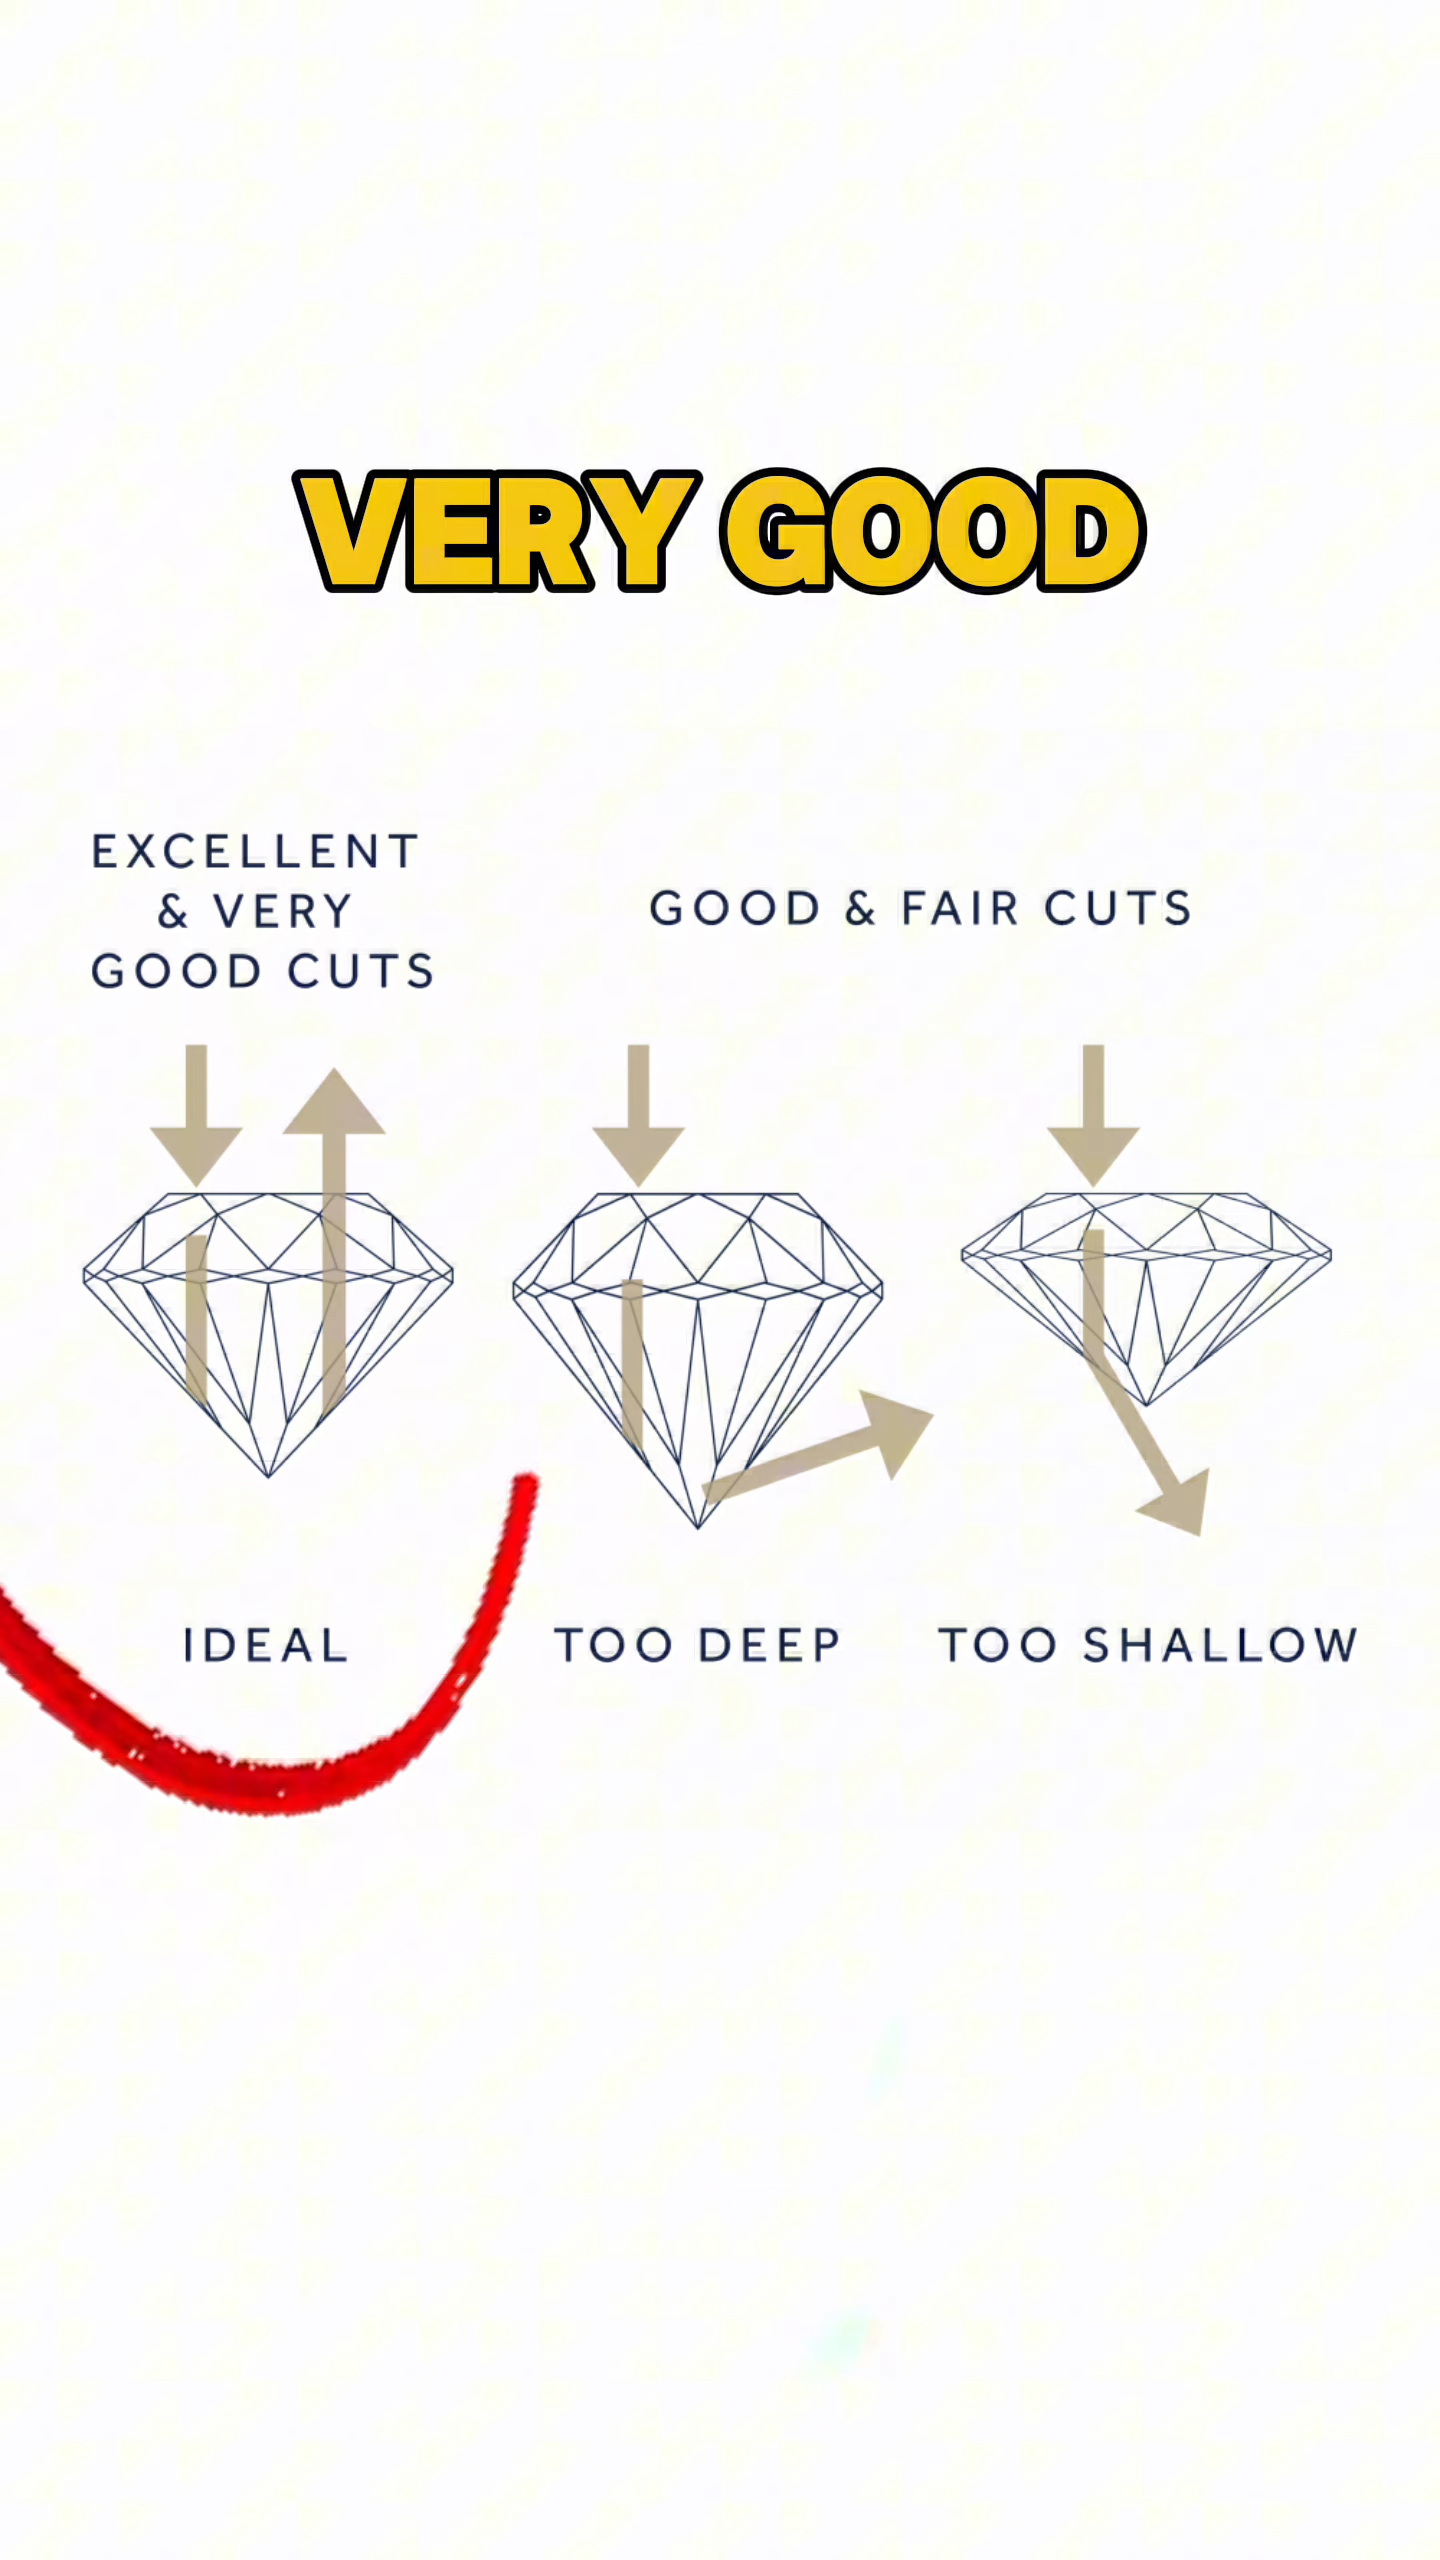 VERY GOOD
EXCELLENT
& VERY
GOOD CUTS
GOOD & FAIR CUTS
IDEAL
TOO DEEP
TOO SHALLOW